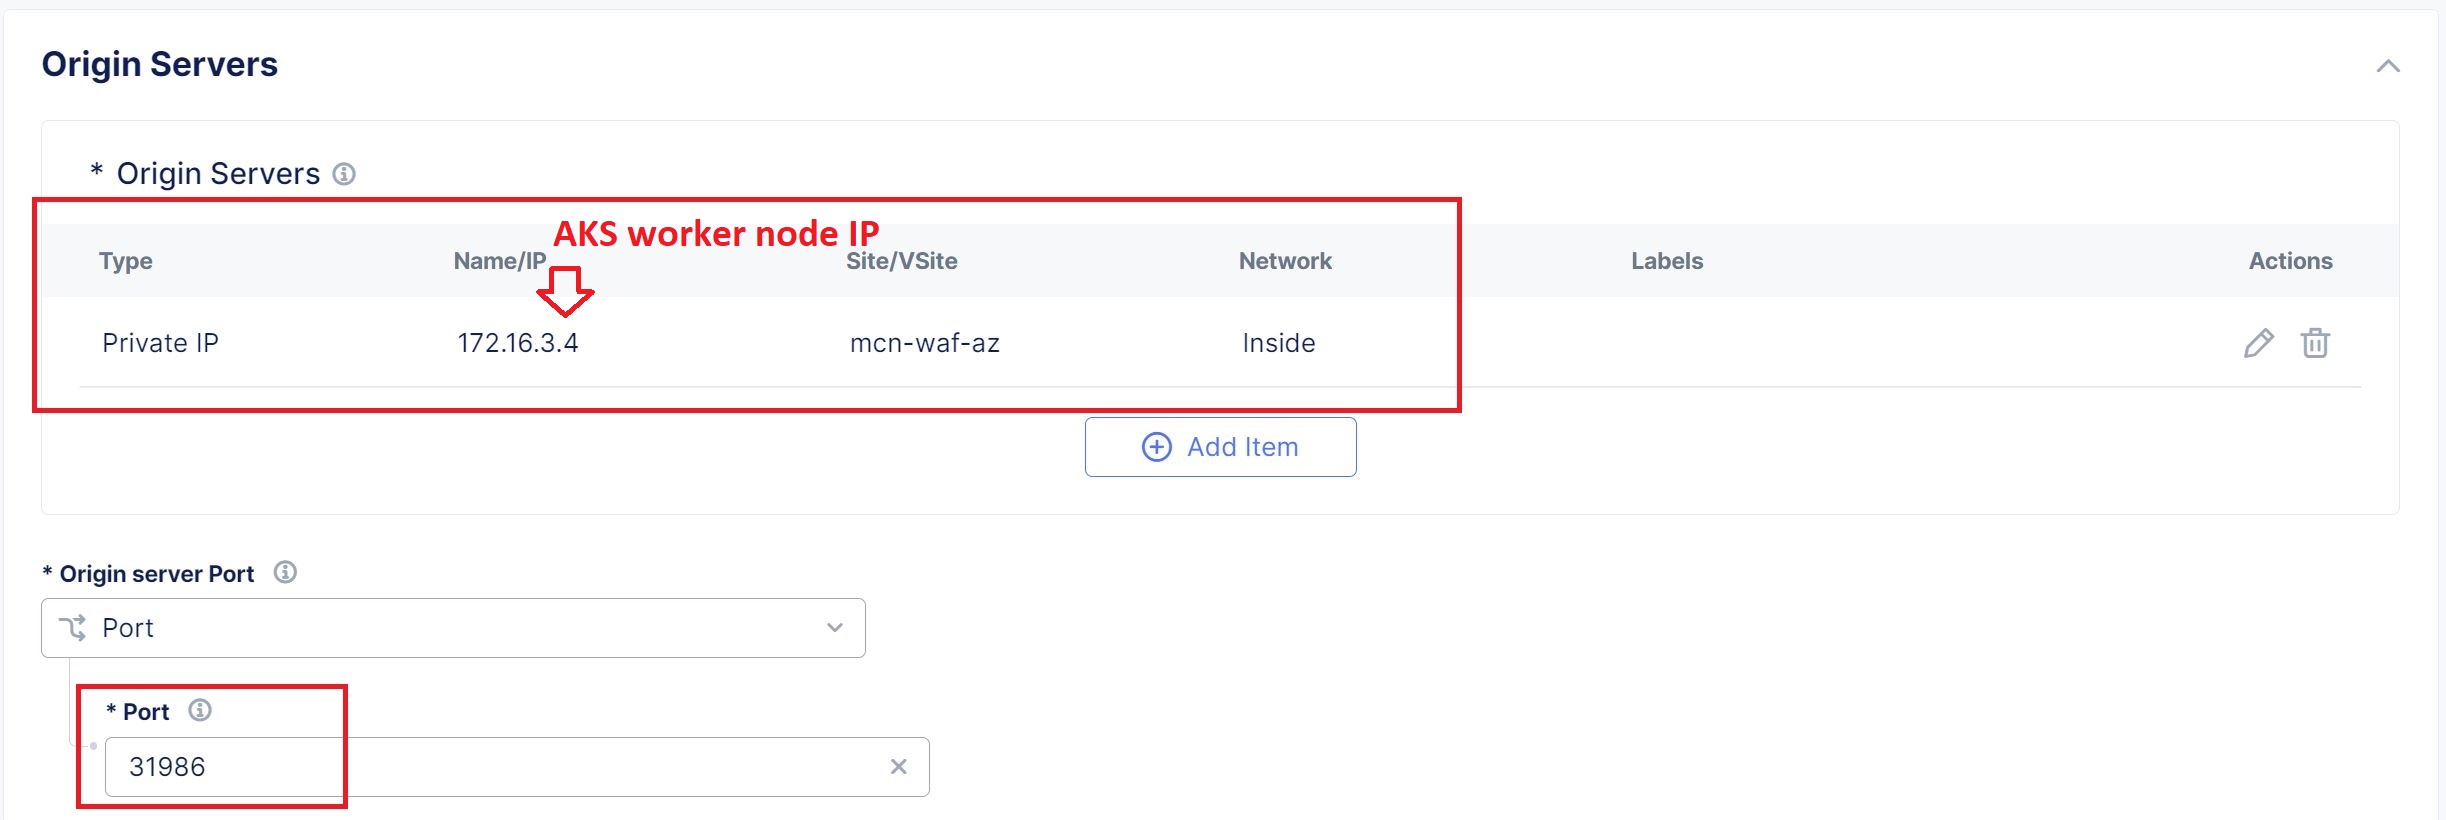 Origin Servers
* Origin Servers
AKS worker node IP
Type Name/IP Site/VSite Network Labels Actions
Private IP 172.16.3.4 mcn-waf-az Inside
Add Item
* Origin server Port
Port
* Port
31986